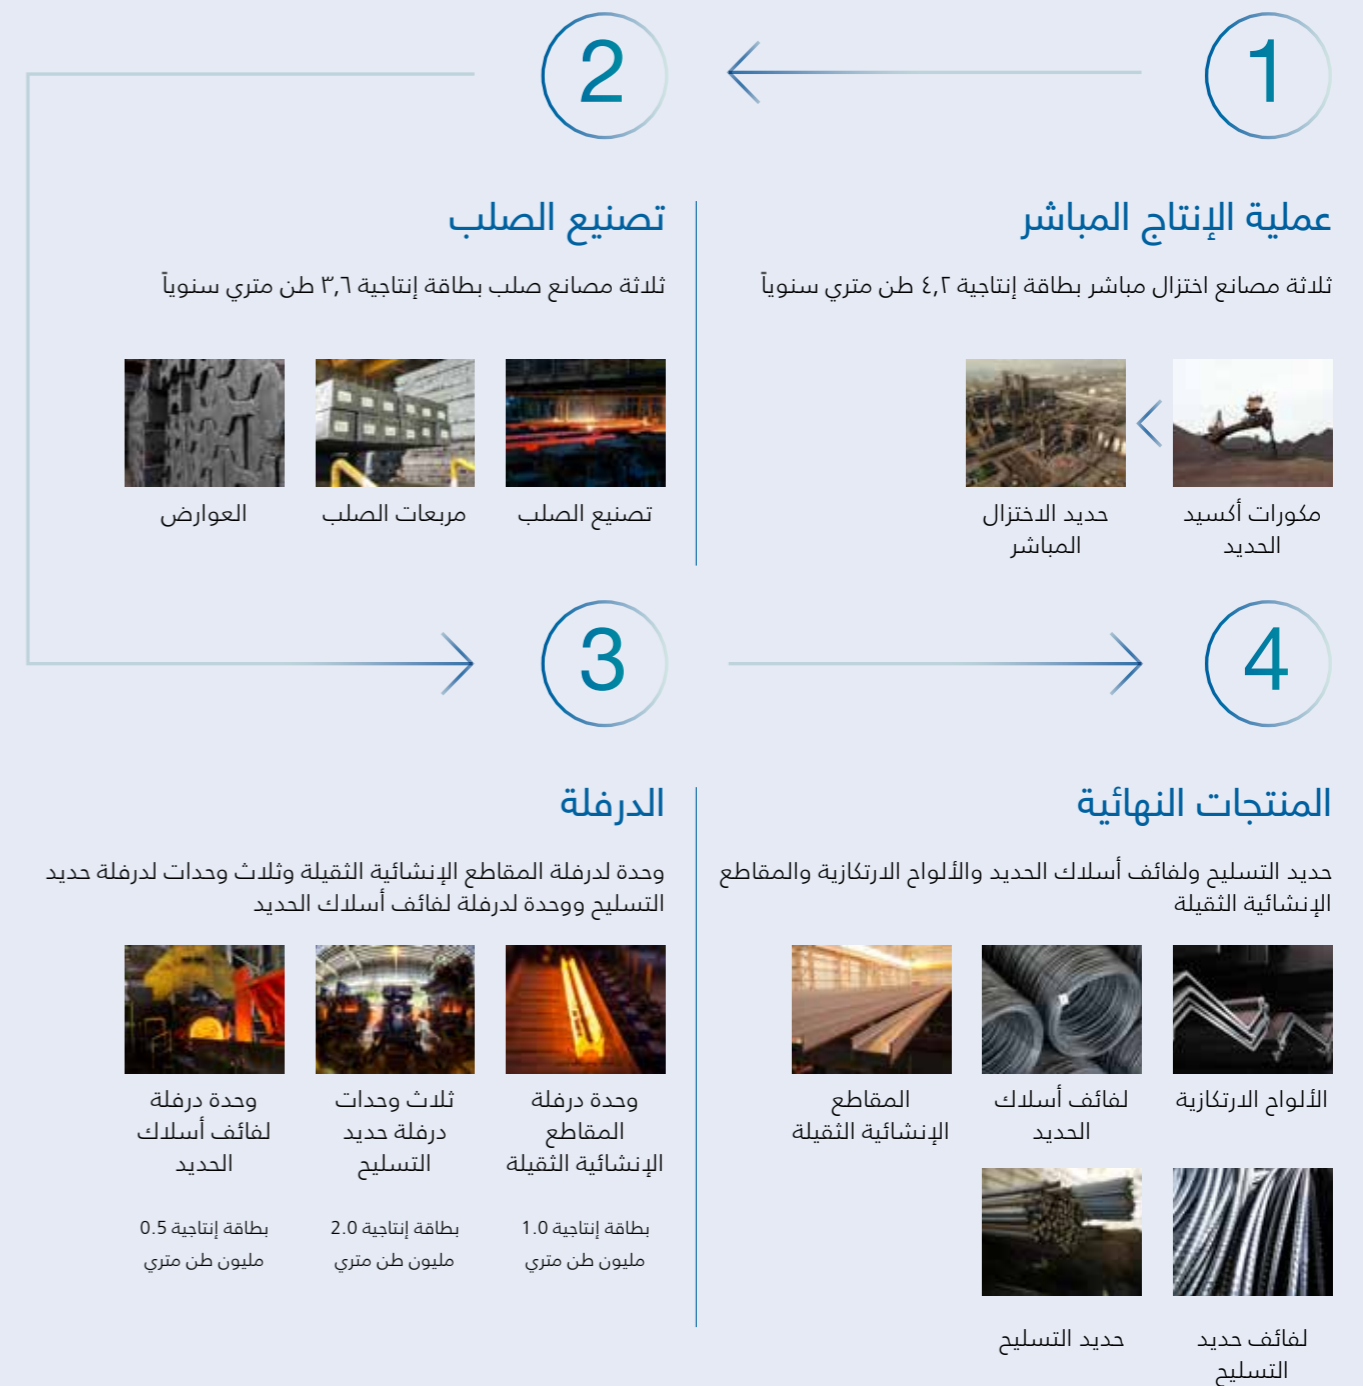 1
عملية الإنتاج المباشر
ثلاثة مصانع اختزال مباشر بطاقة إنتاجية ٤,٢ طن متري سنوياً
مكورات أكسيد
الحديد
حديد الاختزال
المباشر
2
تصنيع الصلب
ثلاثة مصانع صلب بطاقة إنتاجية ٣,٦ طن متري سنوياً
تصنيع الصلب
مربعات الصلب
العوارض
3
الدرفلة
وحدة لدرفلة المقاطع الإنشائية الثقيلة وثلاث وحدات لدرفلة حديد
التسليح ووحدة لدرفلة لفائف أسلاك الحديد
وحدة درفلة
المقاطع
الإنشائية الثقيلة
بطاقة إنتاجية 1.0
مليون طن متري
ثلاث وحدات
درفلة حديد
التسليح
بطاقة إنتاجية 2.0
مليون طن متري
وحدة درفلة
لفائف أسلاك
الحديد
بطاقة إنتاجية 0.5
مليون طن متري
4
المنتجات النهائية
حديد التسليح ولفائف أسلاك الحديد والألواح الارتكازية والمقاطع
الإنشائية الثقيلة
الألواح الارتكازية
لفائف أسلاك
الحديد
المقاطع
الإنشائية الثقيلة
لفائف حديد
التسليح
حديد التسليح